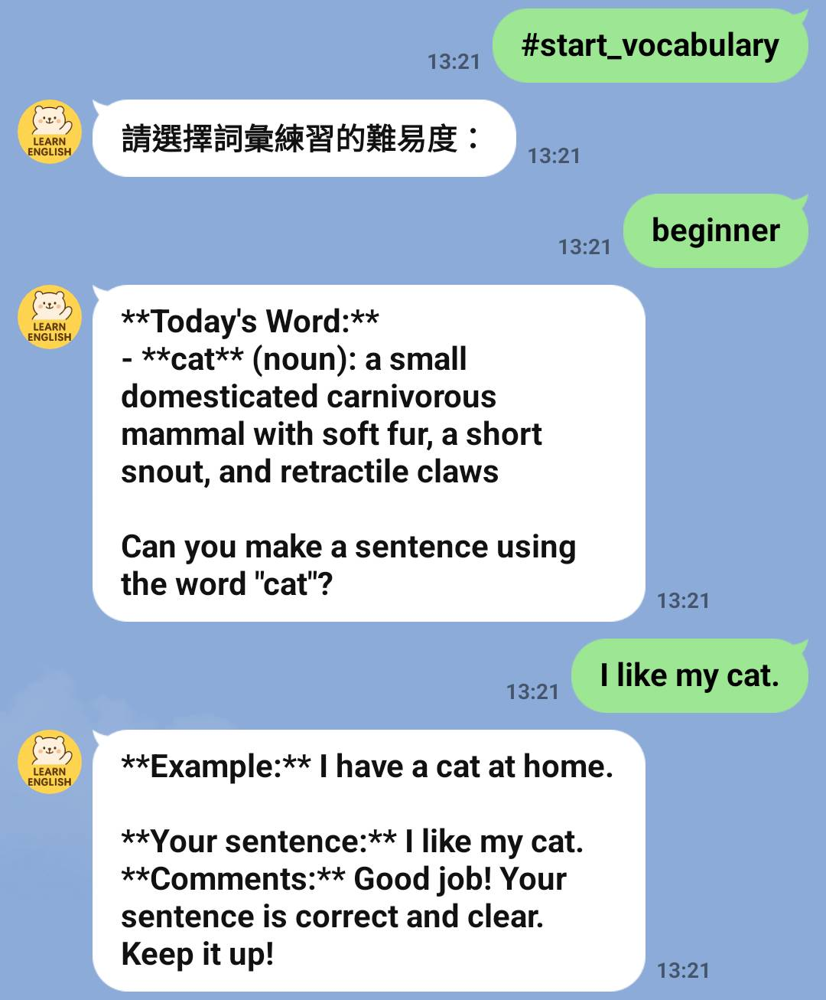 #start_vocabulary
13:21
LEARN
ENGLISH
請選擇詞彙練習的難易度：
13:21
beginner
13:21
LEARN
ENGLISH
**Today's Word:**
- **cat** (noun): a small
domesticated carnivorous
mammal with soft fur, a short
snout, and retractile claws
Can you make a sentence using
the word "cat"?
13:21
I like my cat.
13:21
LEARN
ENGLISH
**Example:** I have a cat at home.
**Your sentence:** I like my cat.
**Comments:** Good job! Your
sentence is correct and clear.
Keep it up!
13:21